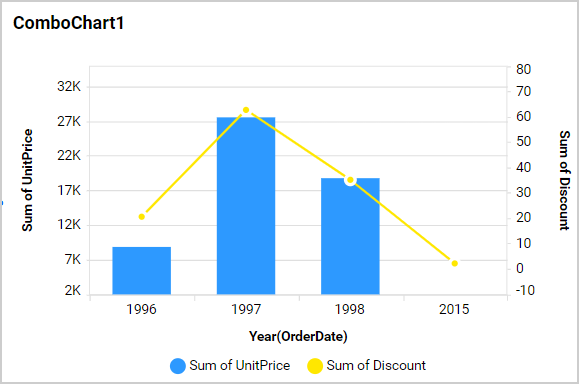 ComboChart1
Sum of UnitPrice
32K
27K
22K
17K
12K
7K
2K
80
70
60
50
40
30
20
10
0
-10
Sum of Discount
1996 1997 1998 2015
Year(OrderDate)
Sum of UnitPrice Sum of Discount